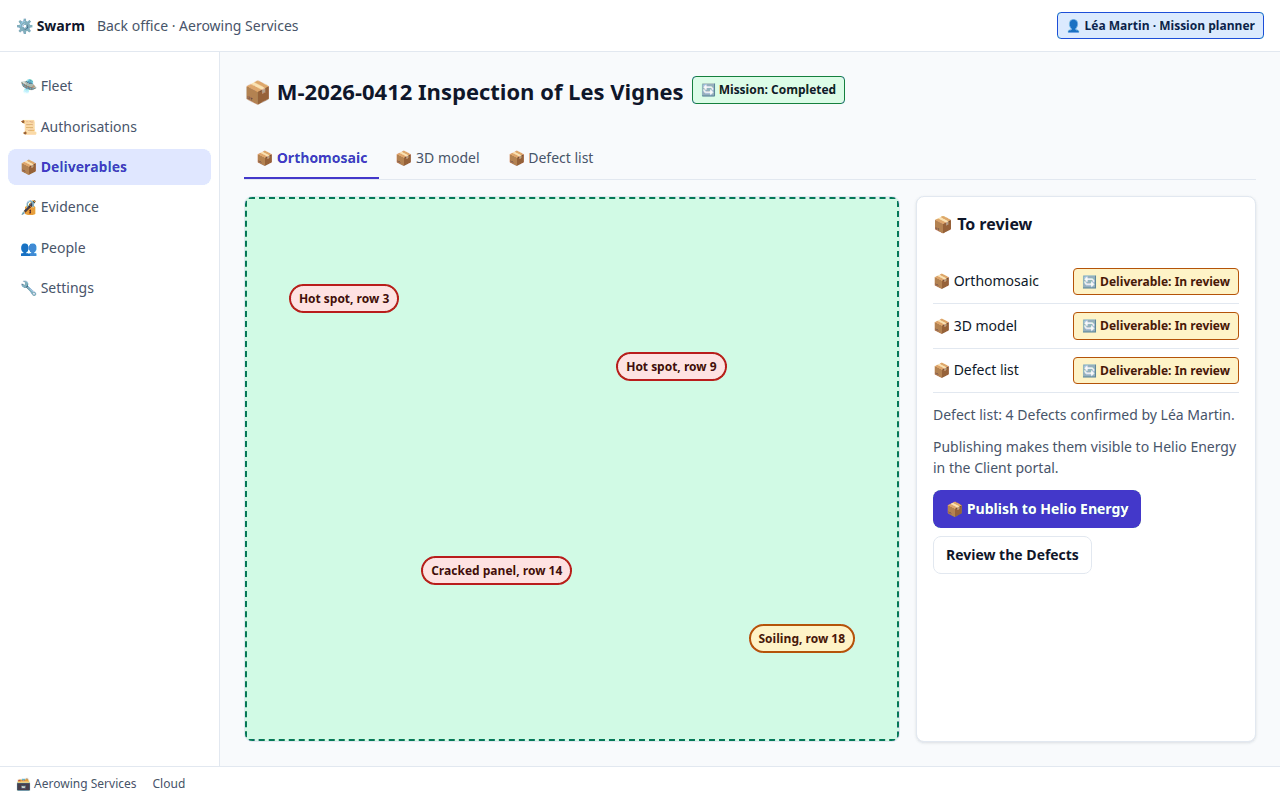 ⚙️ Swarm Back office · Aerowing Services
👤 Léa Martin · Mission planner
🛸 Fleet
📜 Authorisations
📦 Deliverables
🔏 Evidence
👥 People
🔧 Settings
📦 M-2026-0412 Inspection of Les Vignes
🔄 Mission: Completed
📦 Orthomosaic
📦 3D model
📦 Defect list
Hot spot, row 3
Hot spot, row 9
Cracked panel, row 14
Soiling, row 18
📦 To review
📦 Orthomosaic 🔄 Deliverable: In review
📦 3D model 🔄 Deliverable: In review
📦 Defect list 🔄 Deliverable: In review
Defect list: 4 Defects confirmed by Léa Martin.
Publishing makes them visible to Helio Energy
in the Client portal.
📦 Publish to Helio Energy
Review the Defects
🗃️ Aerowing Services Cloud